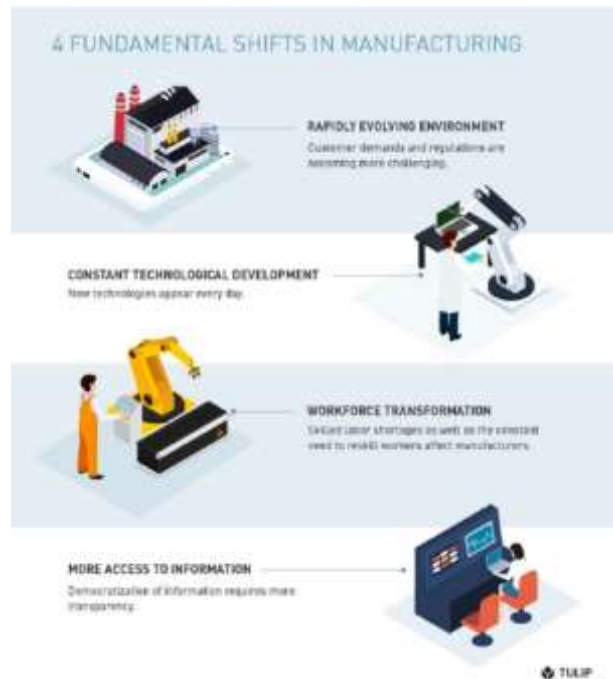 4 FUNDAMENTAL SHIFTS IN MANUFACTURING
RAPIDLY EVOLVING ENVIRONMENT
Customer demands and regulations are
becoming more challenging.
CONSTANT TECHNOLOGICAL DEVELOPMENT
New technologies appear every day.
WORKFORCE TRANSFORMATION
Skilled labor shortages as well as the constant
need to reskill workers affect manufacturers.
MORE ACCESS TO INFORMATION
Democratization of information requires more
transparency.
TULIP